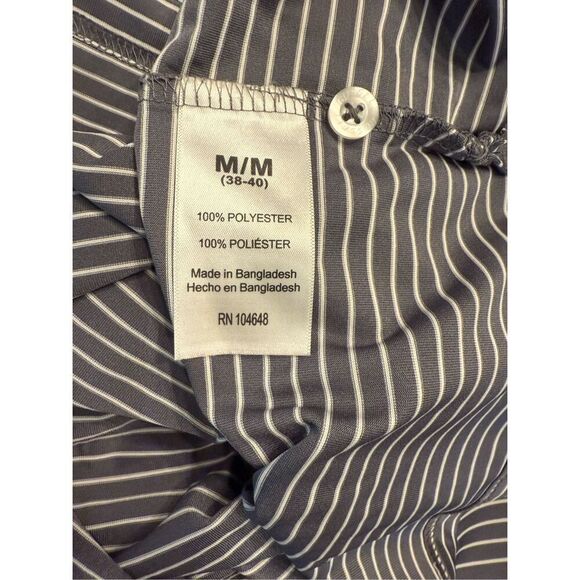 M/M
(38-40)
100% POLYESTER
100% POLIÉSTER
Made in Bangladesh
Hecho en Bangladesh
RN 104648